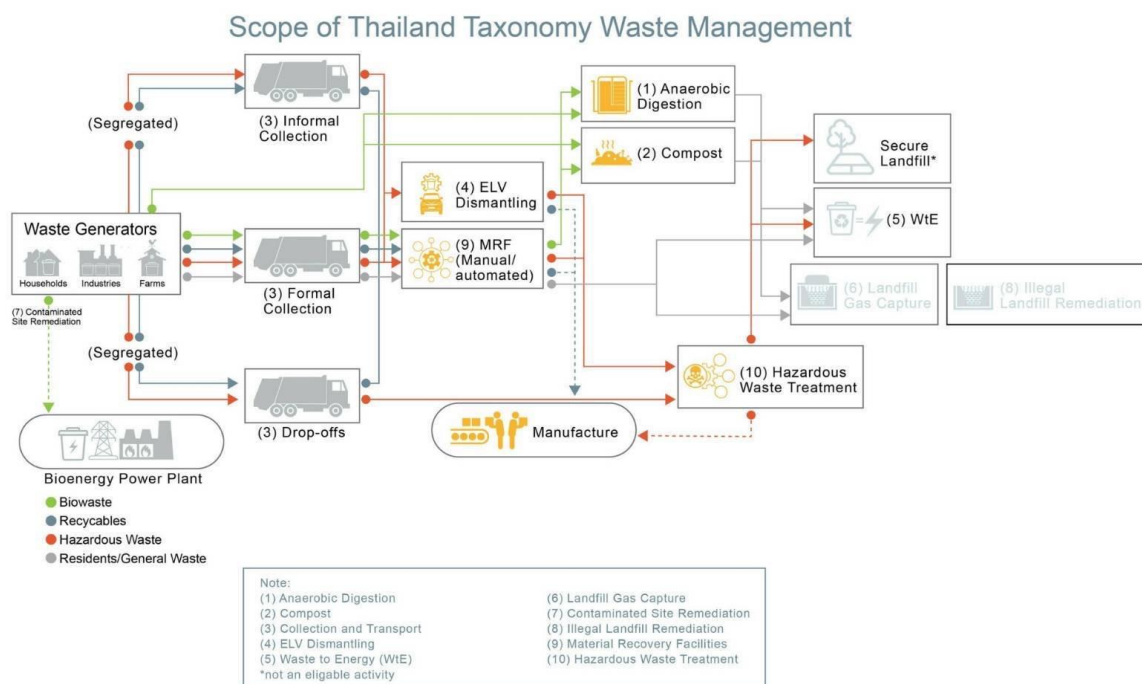 Scope of Thailand Taxonomy Waste Management
(Segregated)
(3) Informal
Collection
(1) Anaerobic
Digestion
(2) Compost
Secure
Landfill*
(4) ELV
Dismantling
(5) WtE
Waste Generators
Households
Industries
Farms
(3) Formal
Collection
(9) MRF
(Manual/
automated)
(6) Landfill
Gas Capture
(8) Illegal
Landfill Remediation
(7) Contaminated
Site Remediation
(Segregated)
(3) Drop-offs
(10) Hazardous
Waste Treatment
Manufacture
Bioenergy Power Plant
Biowaste
Recycables
Hazardous Waste
Residents/General Waste
Note:
(1) Anaerobic Digestion
(2) Compost
(3) Collection and Transport
(4) ELV Dismantling
(5) Waste to Energy (WtE)
*not an eligable activity
(6) Landfill Gas Capture
(7) Contaminated Site Remediation
(8) Illegal Landfill Remediation
(9) Material Recovery Facilities
(10) Hazardous Waste Treatment